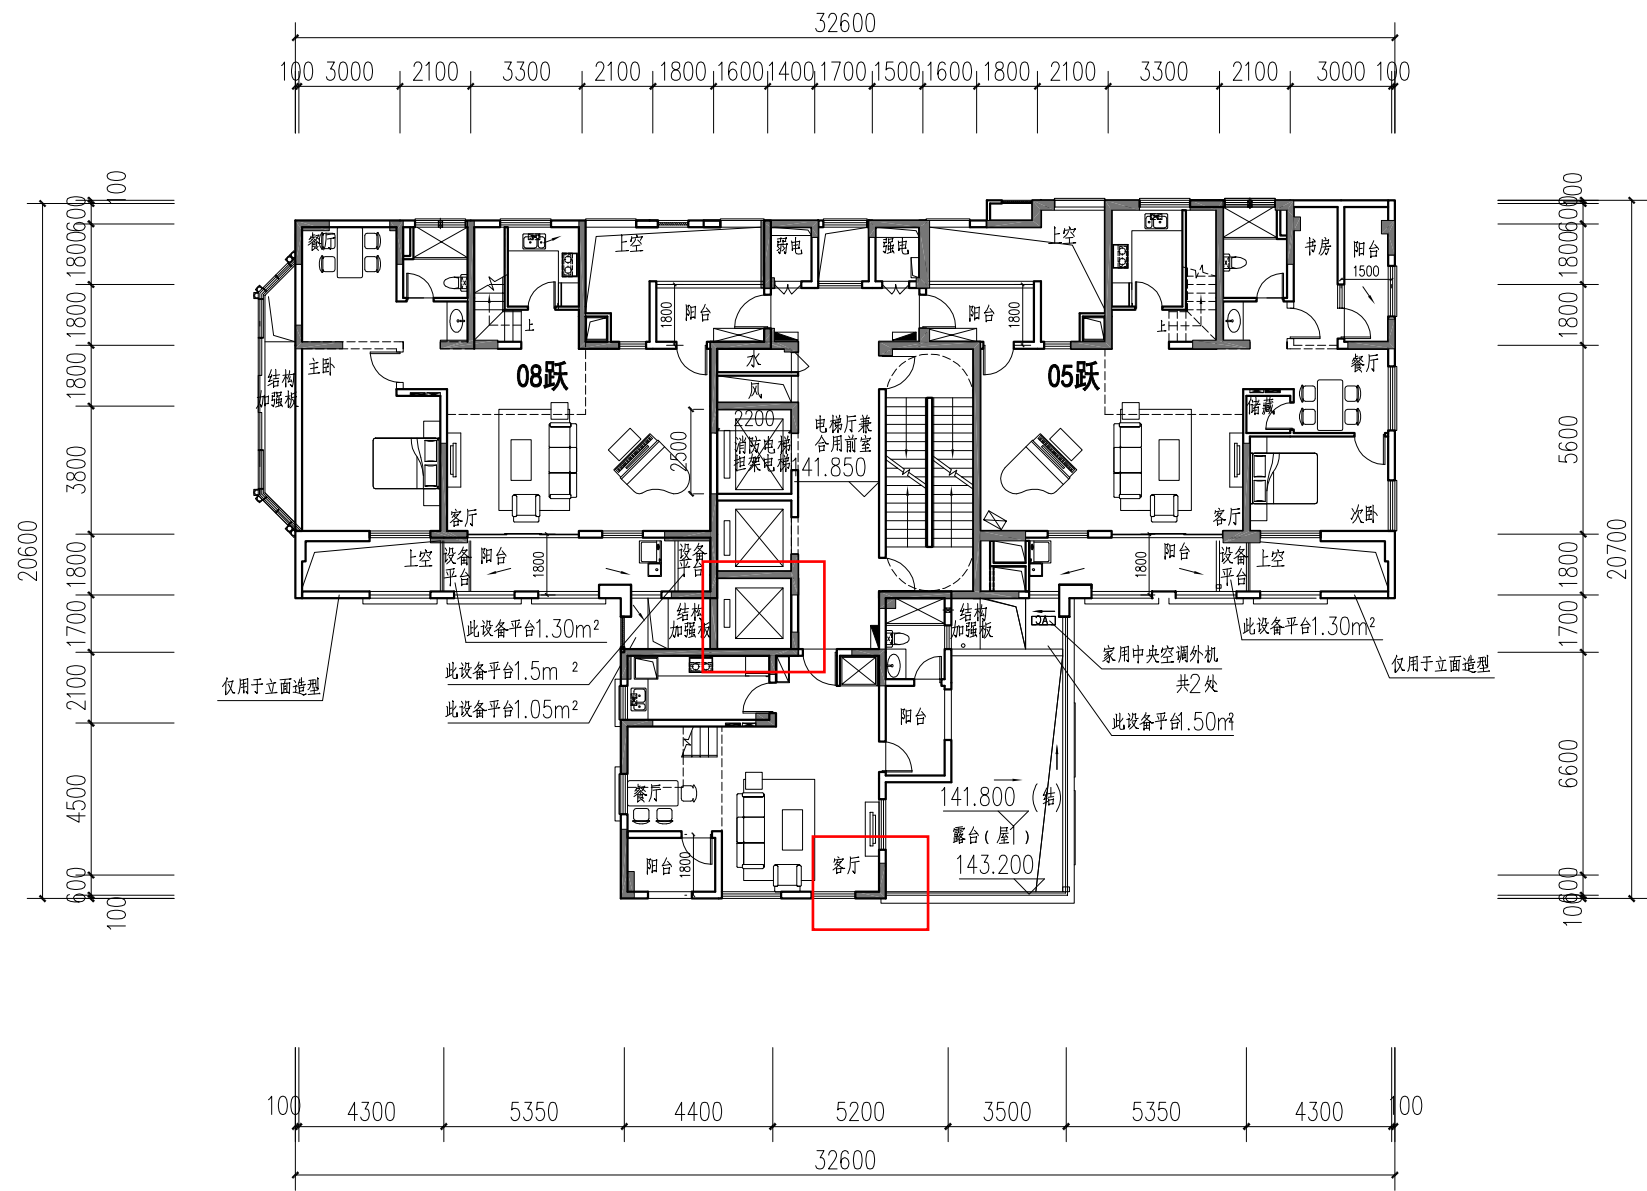 32600
100 3000 2100 3300 2100 1800 1600 1400 1700 1500 1600 1800 2100 3300 2100 3000 100
100
600
1800
1800
1800
3800
1800
1700
2100
4500
600
100
20600
600
1800
1800
5600
1800
1700
6600
600
100
20700
餐厅
上空
弱电
强电
上空
书房
阳台
1500
阳台
1800
阳台
1800
上
上
主卧
结构
加强板
08跃
水
风
05跃
餐厅
储藏
2200
2500
消防电梯
担架电梯
电梯厅兼
合用前室
141.850
客厅
客厅
次卧
上空
设备
平台
阳台
1800
设备
平台
阳台
1800
设备
平台
上空
结构
加强板
结构
加强板
此设备平台1.30m²
此设备平台1.30m²
此设备平台1.5m ²
此设备平台1.05m²
仅用于立面造型
家用中央空调外机
共2处
仅用于立面造型
此设备平台1.50㎡
阳台
餐厅
141.800（结）
露台(屋 )
143.200
阳台
1800
客厅
100 4300 5350 4400 5200 3500 5350 4300 100
32600